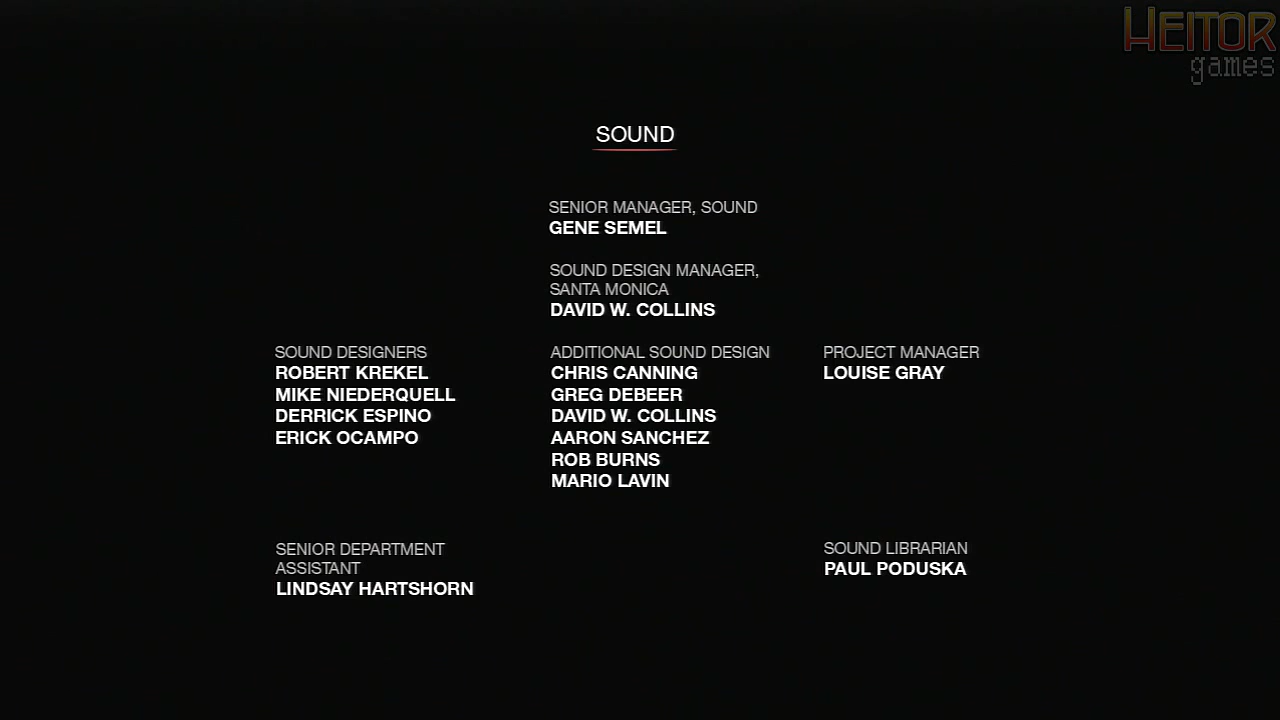 HEITOR
games
SOUND
SENIOR MANAGER, SOUND
GENE SEMEL
SOUND DESIGN MANAGER,
SANTA MONICA
DAVID W. COLLINS
SOUND DESIGNERS
ROBERT KREKEL
MIKE NIEDERQUELL
DERRICK ESPINO
ERICK OCAMPO
ADDITIONAL SOUND DESIGN
CHRIS CANNING
GREG DEBEER
DAVID W. COLLINS
AARON SANCHEZ
ROB BURNS
MARIO LAVIN
PROJECT MANAGER
LOUISE GRAY
SENIOR DEPARTMENT
ASSISTANT
LINDSAY HARTSHORN
SOUND LIBRARIAN
PAUL PODUSKA